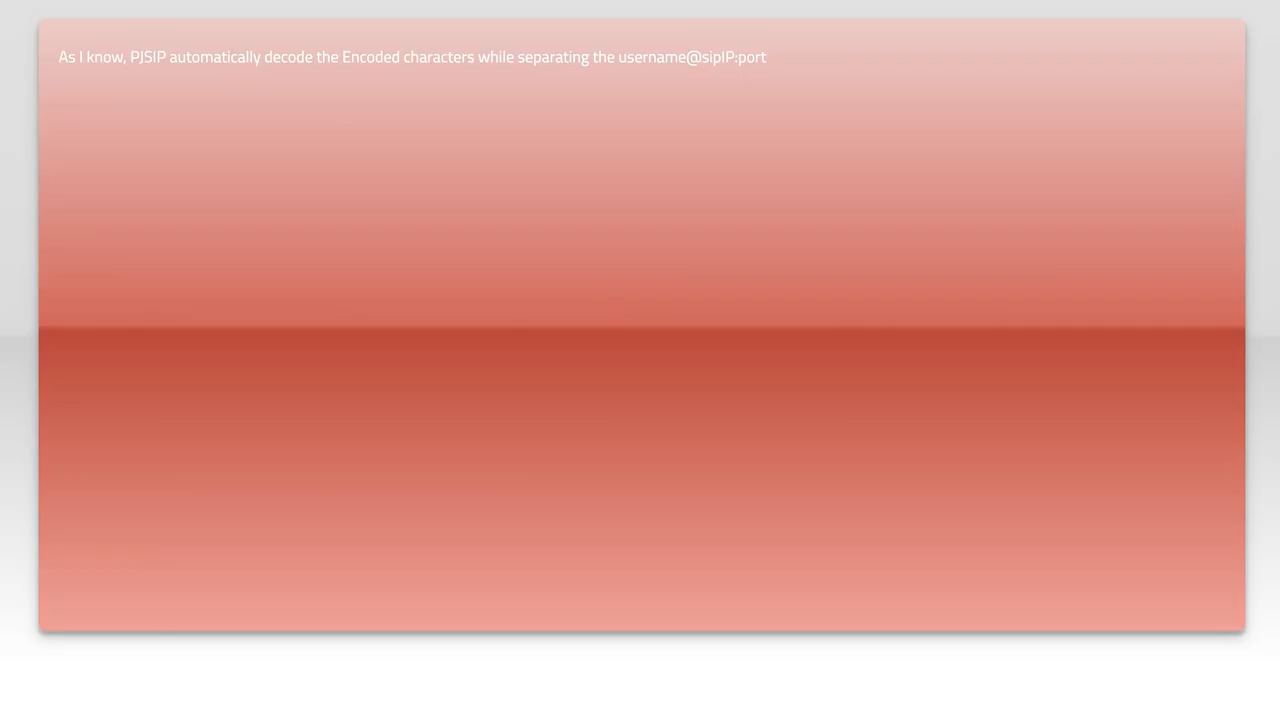 As I know, PJSIP automatically decode the Encoded characters while separating the username@sipIP:port